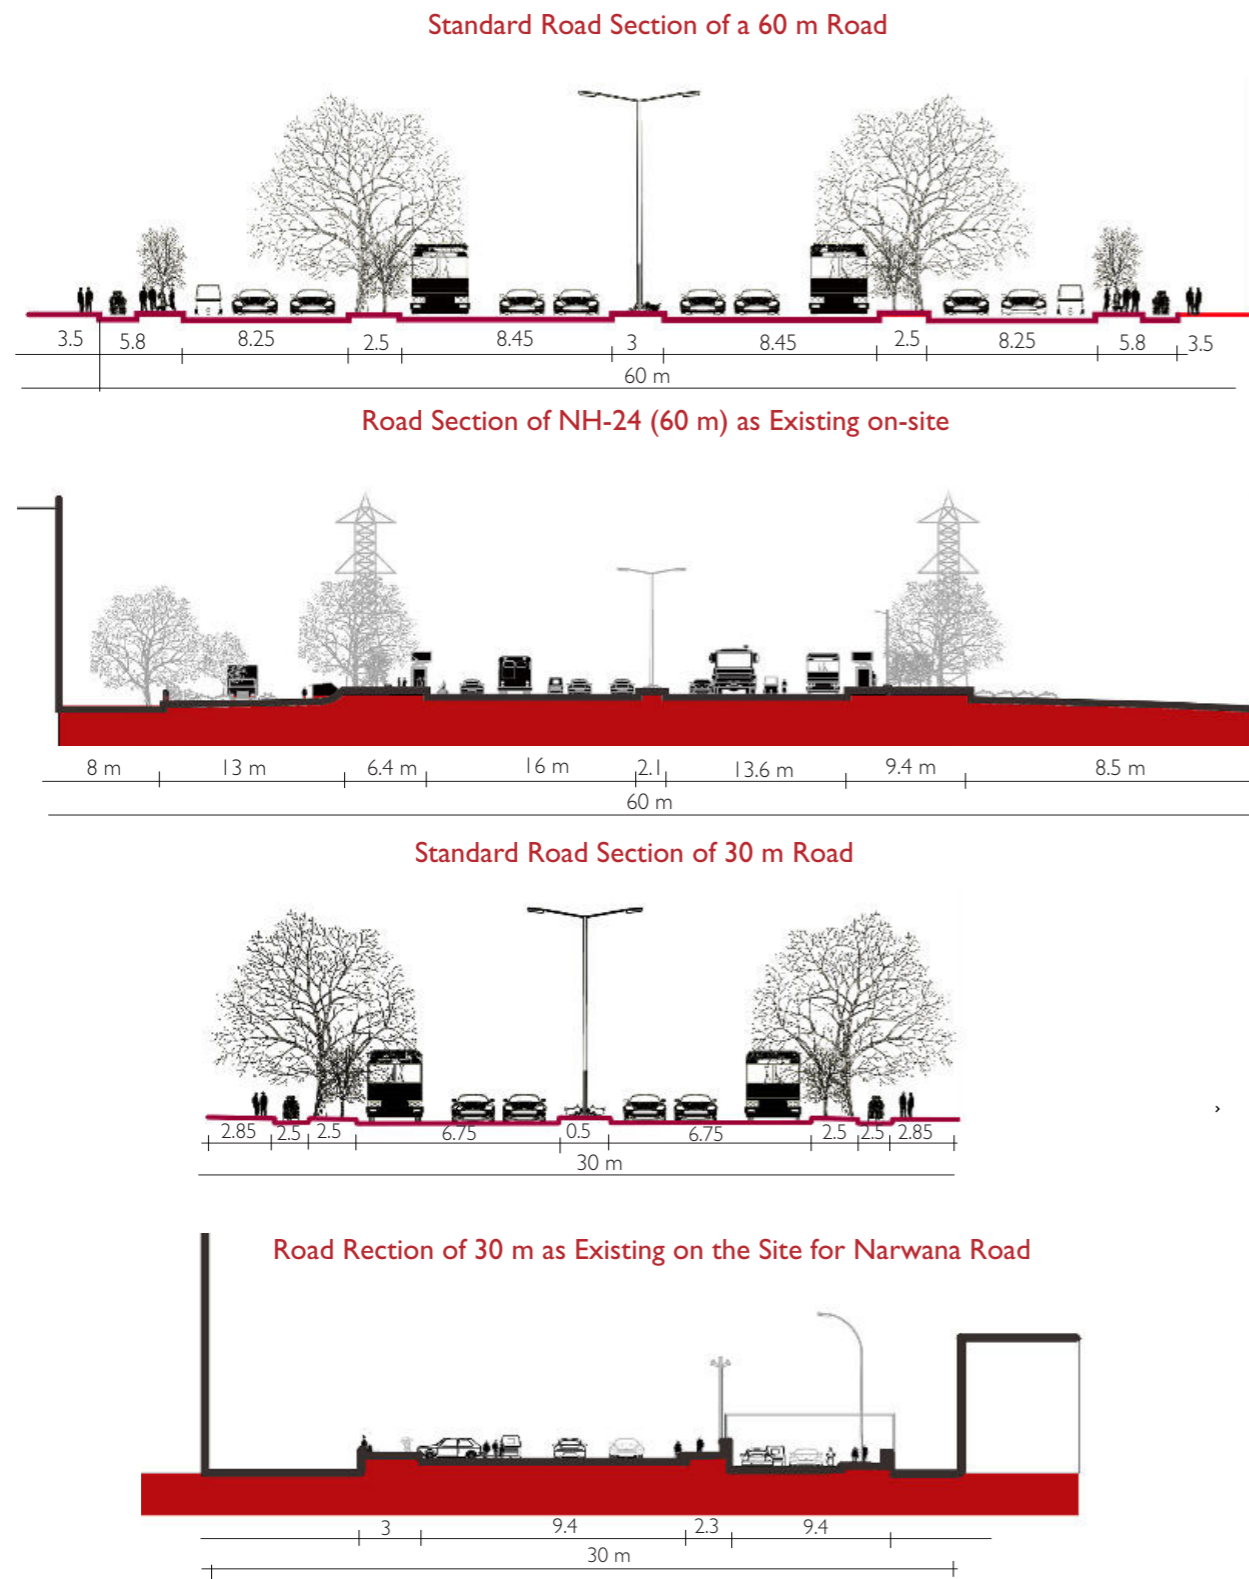 Standard Road Section of a 60 m Road
3.5 5.8 8.25 2.5 8.45 3 8.45 2.5 8.25 5.8 3.5
60 m
Road Section of NH-24 (60 m) as Existing on-site
8 m 13 m 6.4 m 16 m 2.1 13.6 m 9.4 m 8.5 m
60 m
Standard Road Section of 30 m Road
2.85 2.5 2.5 6.75 0.5 6.75 2.5 2.5 2.85
30 m
Road Rection of 30 m as Existing on the Site for Narwana Road
3 9.4 2.3 9.4
30 m